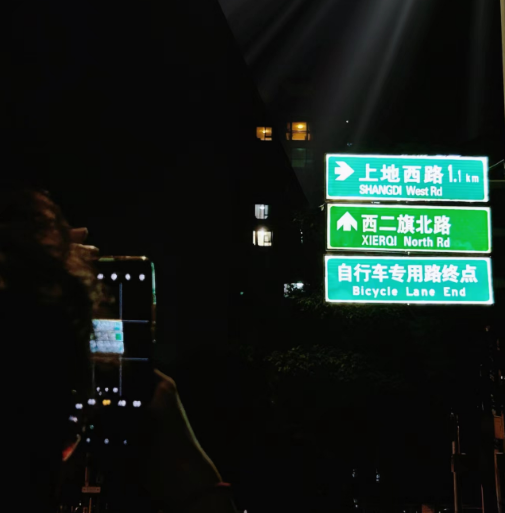 上地西路 1.1 km
SHANGDI West Rd
西二旗北路
XIERQI North Rd
自行车专用路终点
Bicycle Lane End